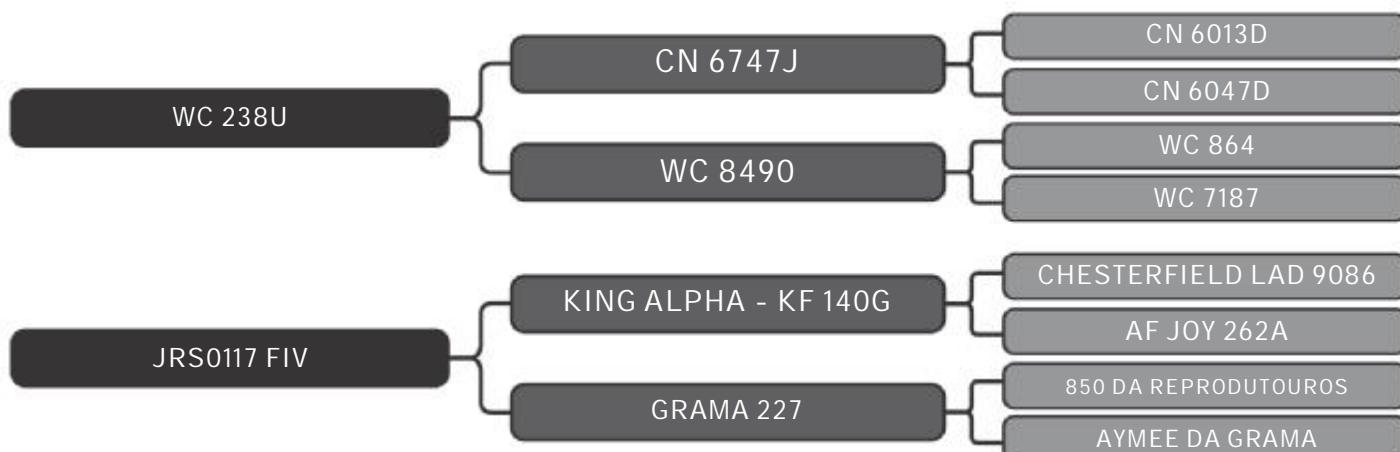 WC 238U
CN 6747J
CN 6013D
CN 6047D
WC 8490
WC 864
WC 7187
JRS0117 FIV
KING ALPHA - KF 140G
CHESTERFIELD LAD 9086
AF JOY 262A
GRAMA 227
850 DA REPRODUTOUROS
AYMEE DA GRAMA